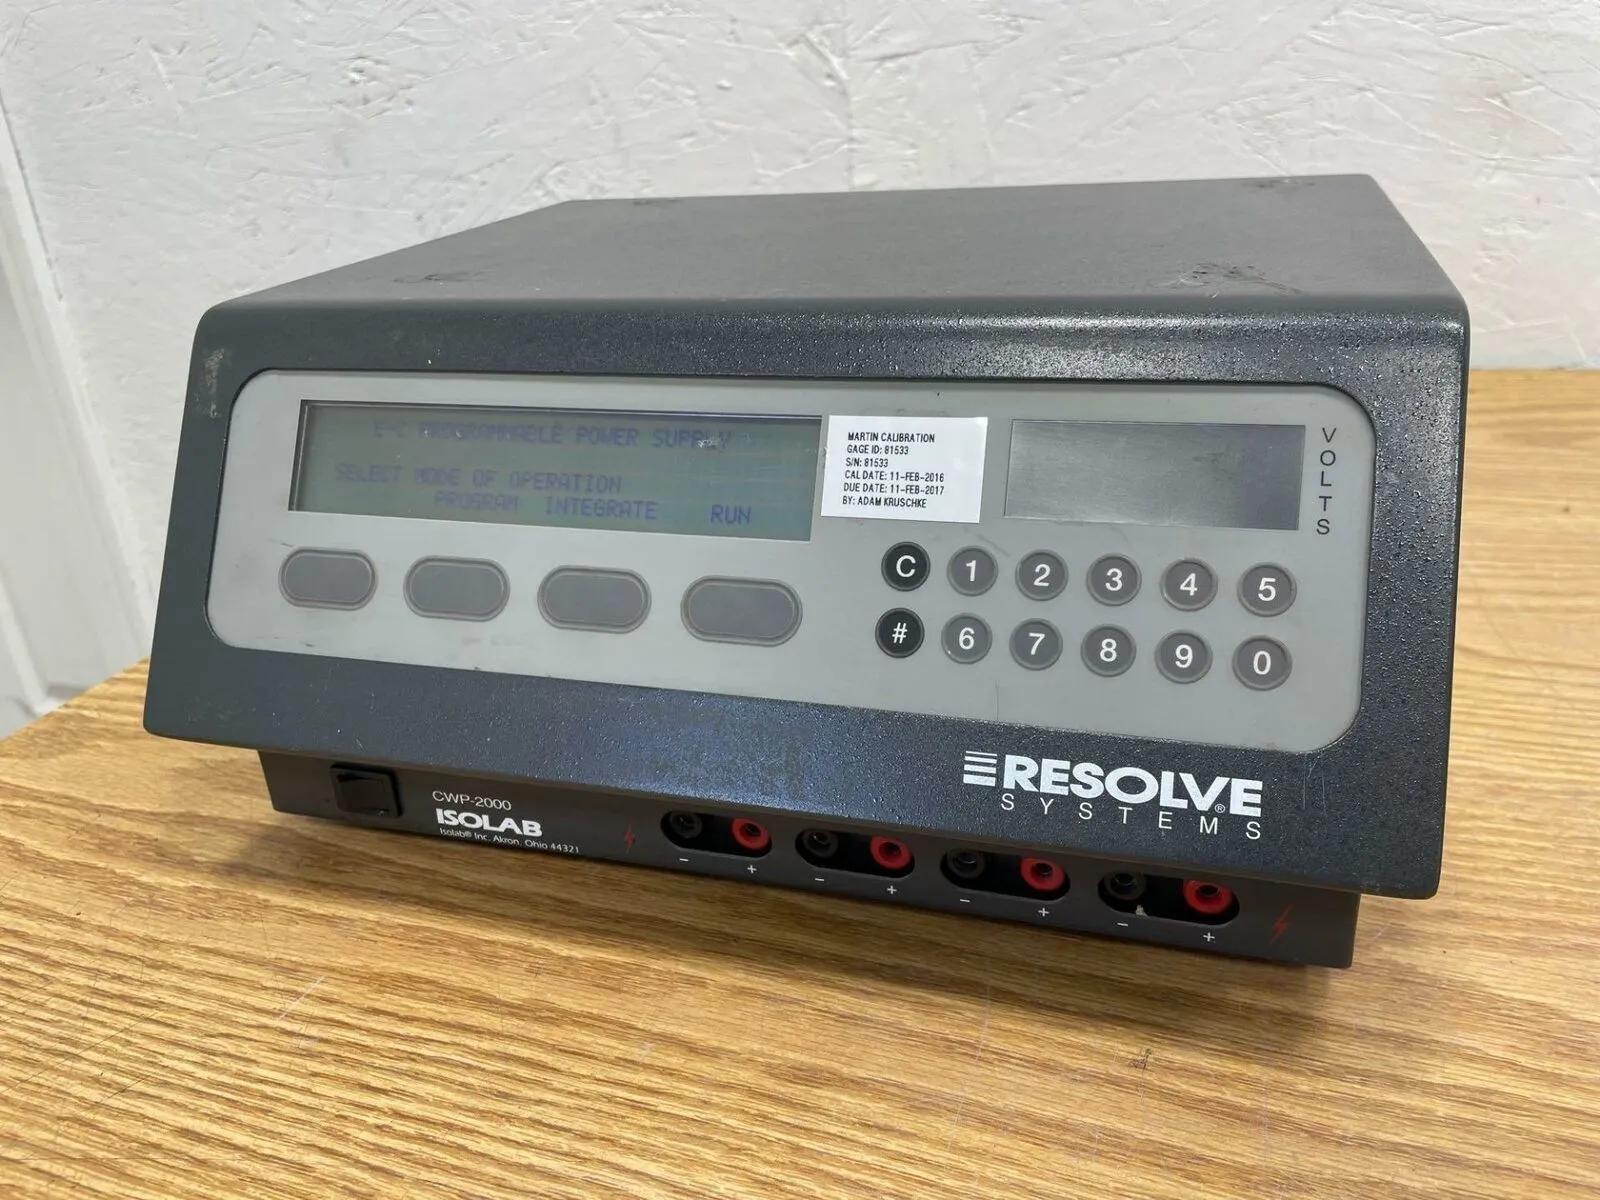 E-C PROGRAMMABLE POWER SUPPLY
SELECT MODE OF OPERATION
PROGRAM INTEGRATE RUN
MARTIN CALIBRATION
GAGE ID: 81533
S/N: 81533
CAL DATE: 11-FEB-2016
DUE DATE: 11-FEB-2017
BY: ADAM KRUSCHKE
VOLTS
C 1 2 3 4 5
# 6 7 8 9 0
RESOLVE®
SYSTEMS
CWP-2000
ISOLAB
Isolab® Inc. Akron, Ohio 44321
- + - + - + - +